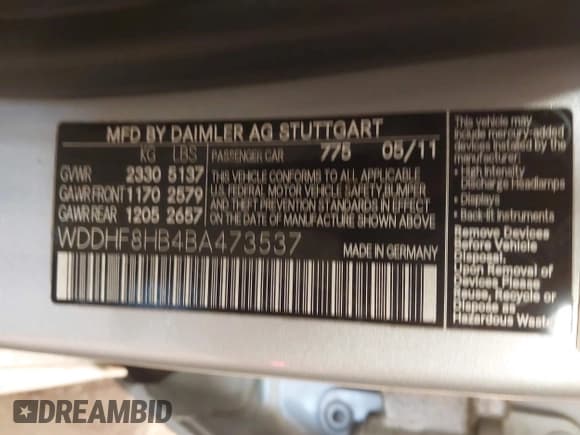 MFD BY DAIMLER AG STUTTGART
KG LBS
GVWR 2330 5137
GAWR FRONT 1170 2579
GAWR REAR 1205 2657
PASSENGER CAR 775 05/11
THIS VEHICLE CONFORMS TO ALL APPLICABLE
U.S. FEDERAL MOTOR VEHICLE SAFETY, BUMPER
AND THEFT PREVENTION STANDARDS IN EFFECT
ON THE DATE OF MANUFACTURE SHOWN ABOVE.
WDDHF8HB4BA473537
This vehicle may
include mercury-added
devices installed by the
manufacturer:
• High Intensity
Discharge Headlamps
• Displays
• Back-lit Instruments
Remove Devices
Before Vehicle
Disposal.
Upon Removal of
Devices, Please
Reuse, Recycle or
Dispose as
Hazardous Waste
DREAMBID